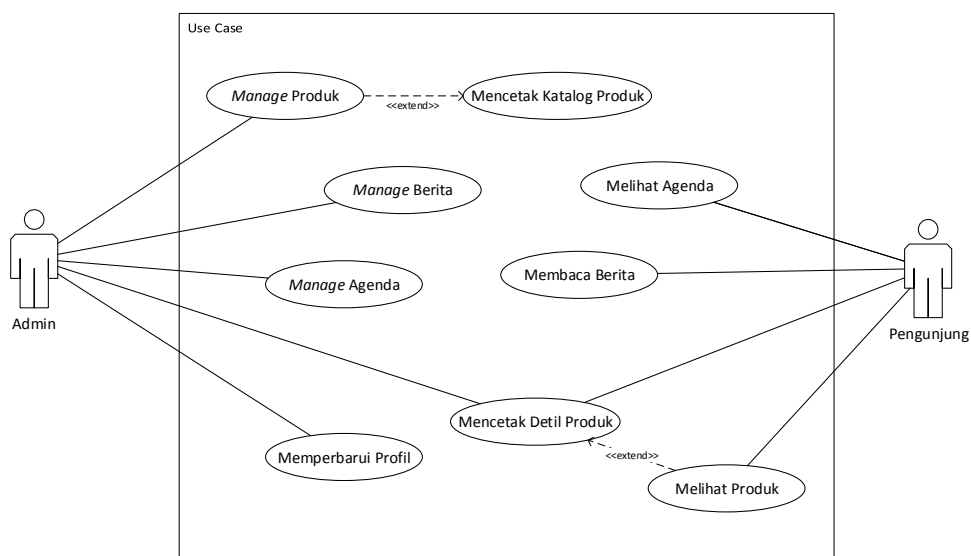 Use Case
Manage Produk
<<extend>>
Mencetak Katalog Produk
Manage Berita
Melihat Agenda
Manage Agenda
Membaca Berita
Admin
Pengunjung
Mencetak Detil Produk
Memperbarui Profil
<<extend>>
Melihat Produk